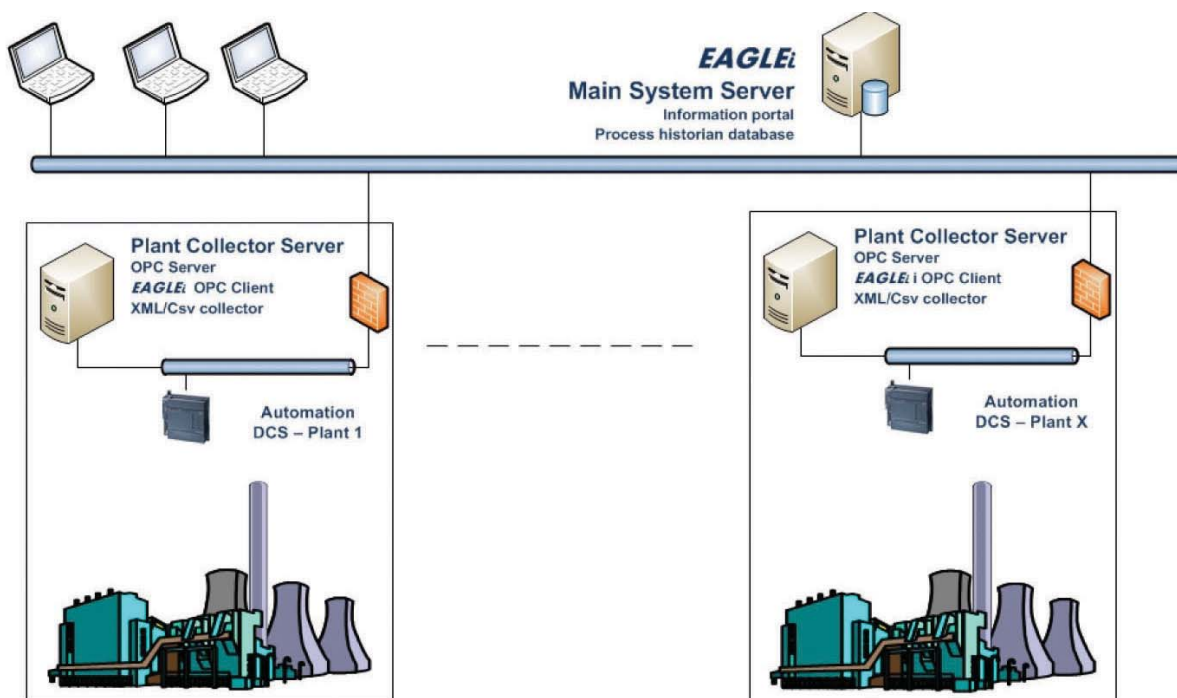 EAGLEi
Main System Server
Information portal
Process historian database
Plant Collector Server
OPC Server
EAGLEi OPC Client
XML/Csv collector
Automation
DCS – Plant 1
Plant Collector Server
OPC Server
EAGLEi i OPC Client
XML/Csv collector
Automation
DCS – Plant X